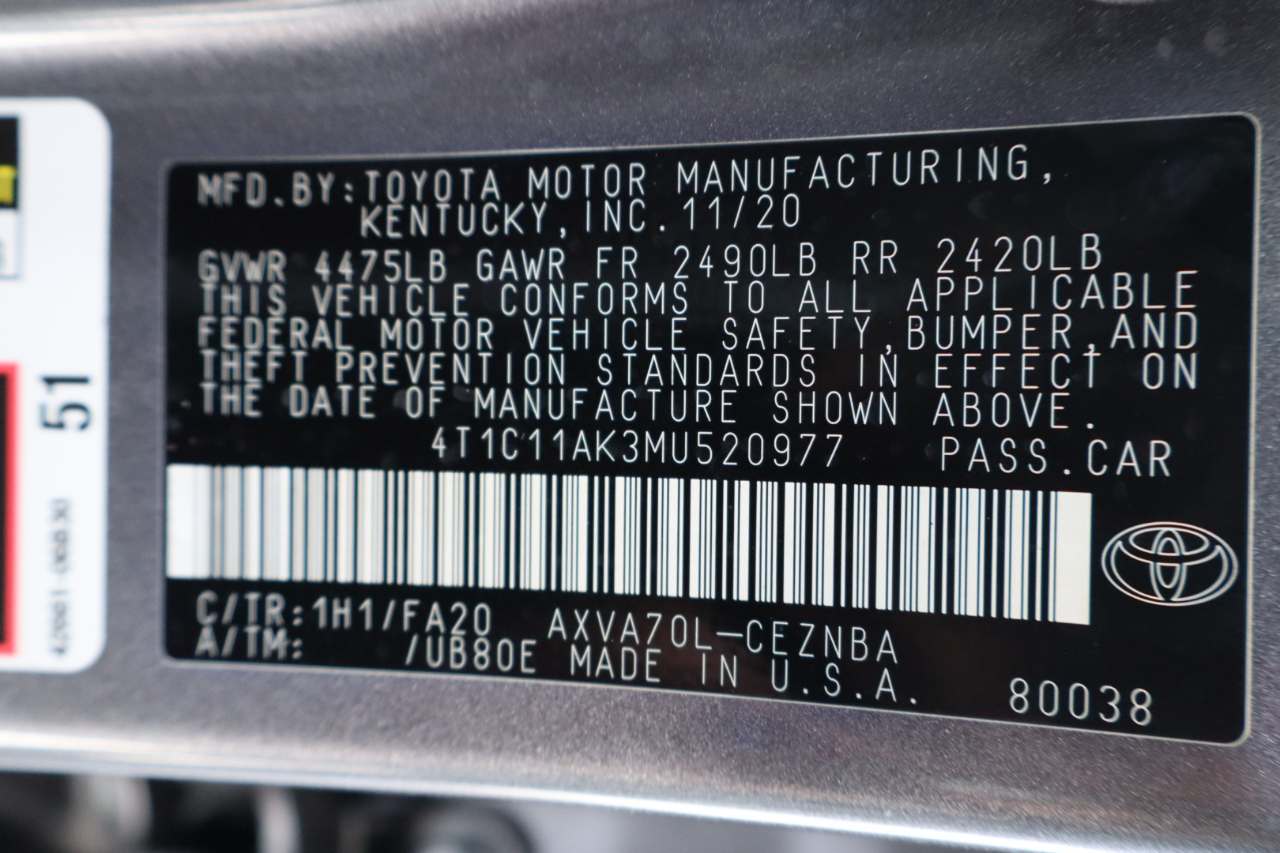 MFD.BY:TOYOTA MOTOR MANUFACTURING,
KENTUCKY,INC.11/20
GVWR 4475LB GAWR FR 2490LB RR 2420LB
THIS VEHICLE CONFORMS TO ALL APPLICABLE
FEDERAL MOTOR VEHICLE SAFETY,BUMPER,AND
THEFT PREVENTION STANDARDS IN EFFECT ON
THE DATE OF MANUFACTURE SHOWN ABOVE.
4T1C11AK3MU520977 PASS.CAR
C/TR:1H1/FA20 AXVA70L-CEZNBA
A/TM: /UB80E MADE IN U.S.A.
80038
51